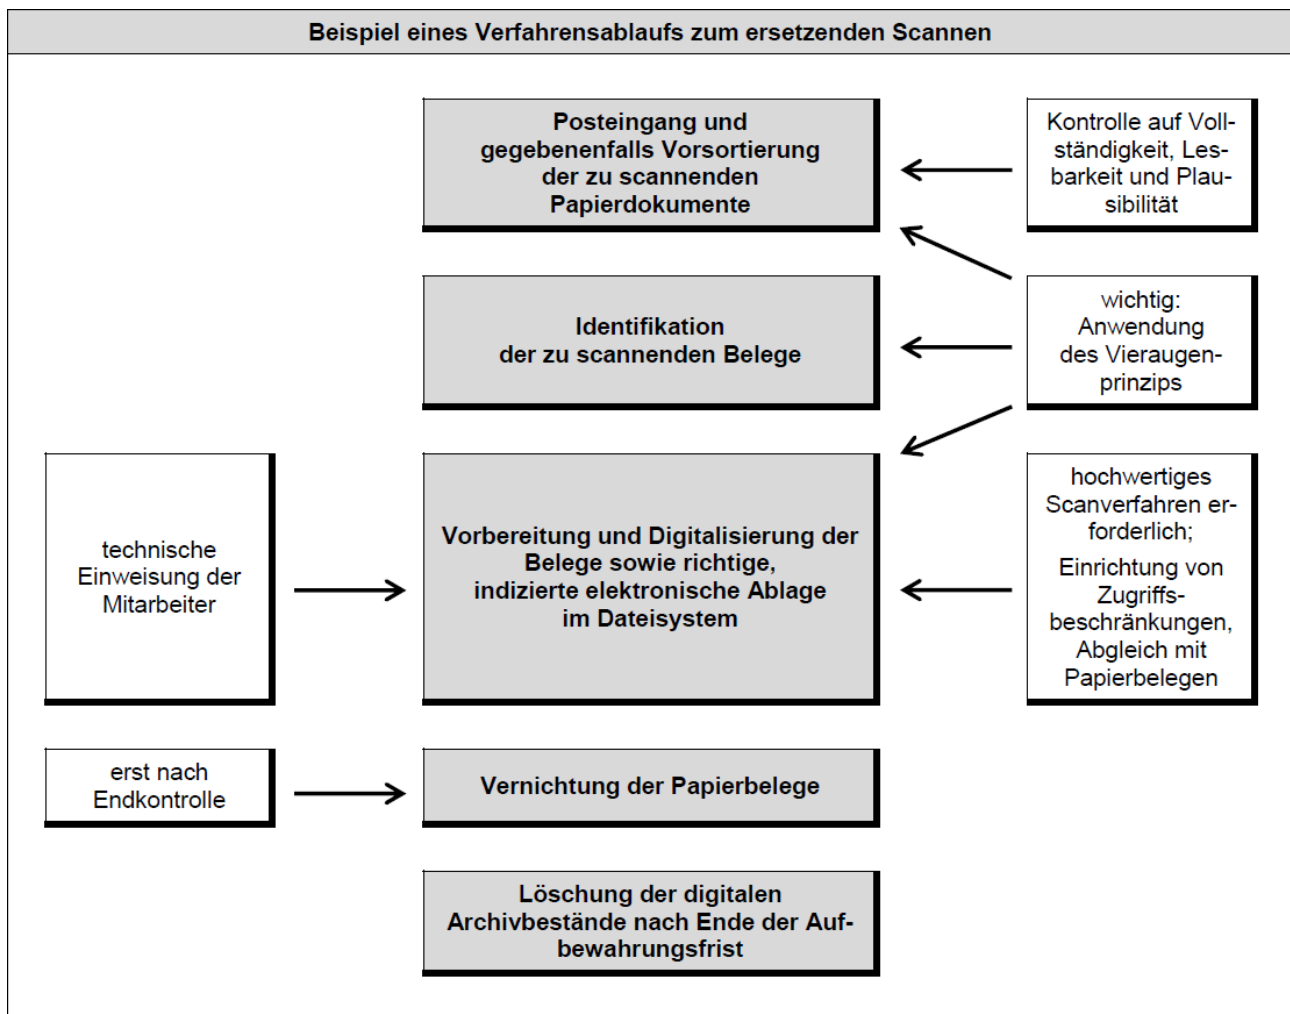 Beispiel eines Verfahrensablaufs zum ersetzenden Scannen
Posteingang und
gegebenenfalls Vorsortierung
der zu scannenden
Papierdokumente
Kontrolle auf Voll-
ständigkeit, Les-
barkeit und Plau-
sibilität
Identifikation
der zu scannenden Belege
wichtig:
Anwendung
des Vieraugen-
prinzips
technische
Einweisung der
Mitarbeiter
Vorbereitung und Digitalisierung der
Belege sowie richtige,
indizierte elektronische Ablage
im Dateisystem
hochwertiges
Scanverfahren er-
forderlich;
Einrichtung von
Zugriffs-
beschränkungen,
Abgleich mit
Papierbelegen
erst nach
Endkontrolle
Vernichtung der Papierbelege
Löschung der digitalen
Archivbestände nach Ende der Auf-
bewahrungsfrist